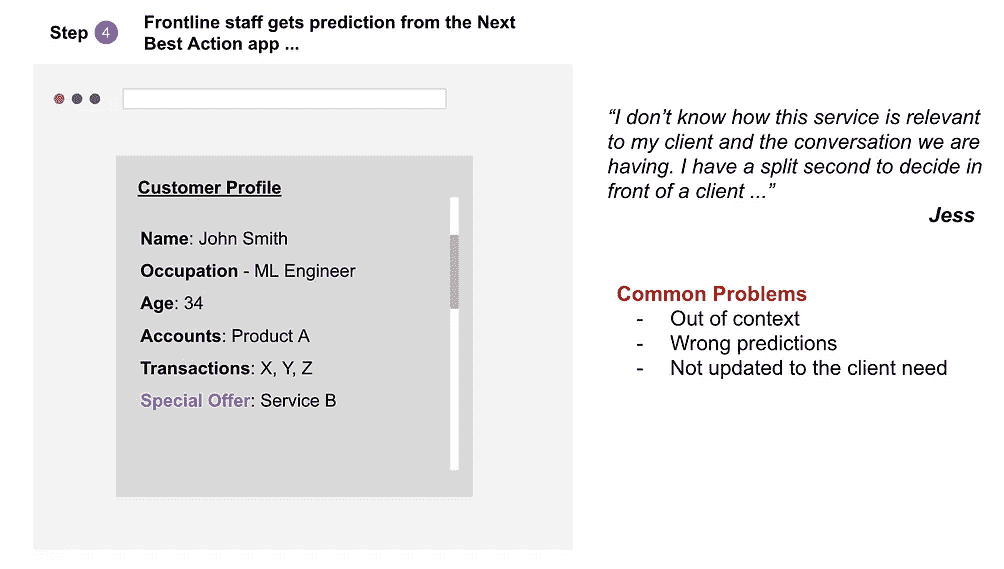 Step 4
Frontline staff gets prediction from the Next
Best Action app ...
Customer Profile
Name: John Smith
Occupation - ML Engineer
Age: 34
Accounts: Product A
Transactions: X, Y, Z
Special Offer: Service B
“I don’t know how this service is relevant
to my client and the conversation we are
having. I have a split second to decide in
front of a client ...”
Jess
Common Problems
- Out of context
- Wrong predictions
- Not updated to the client need